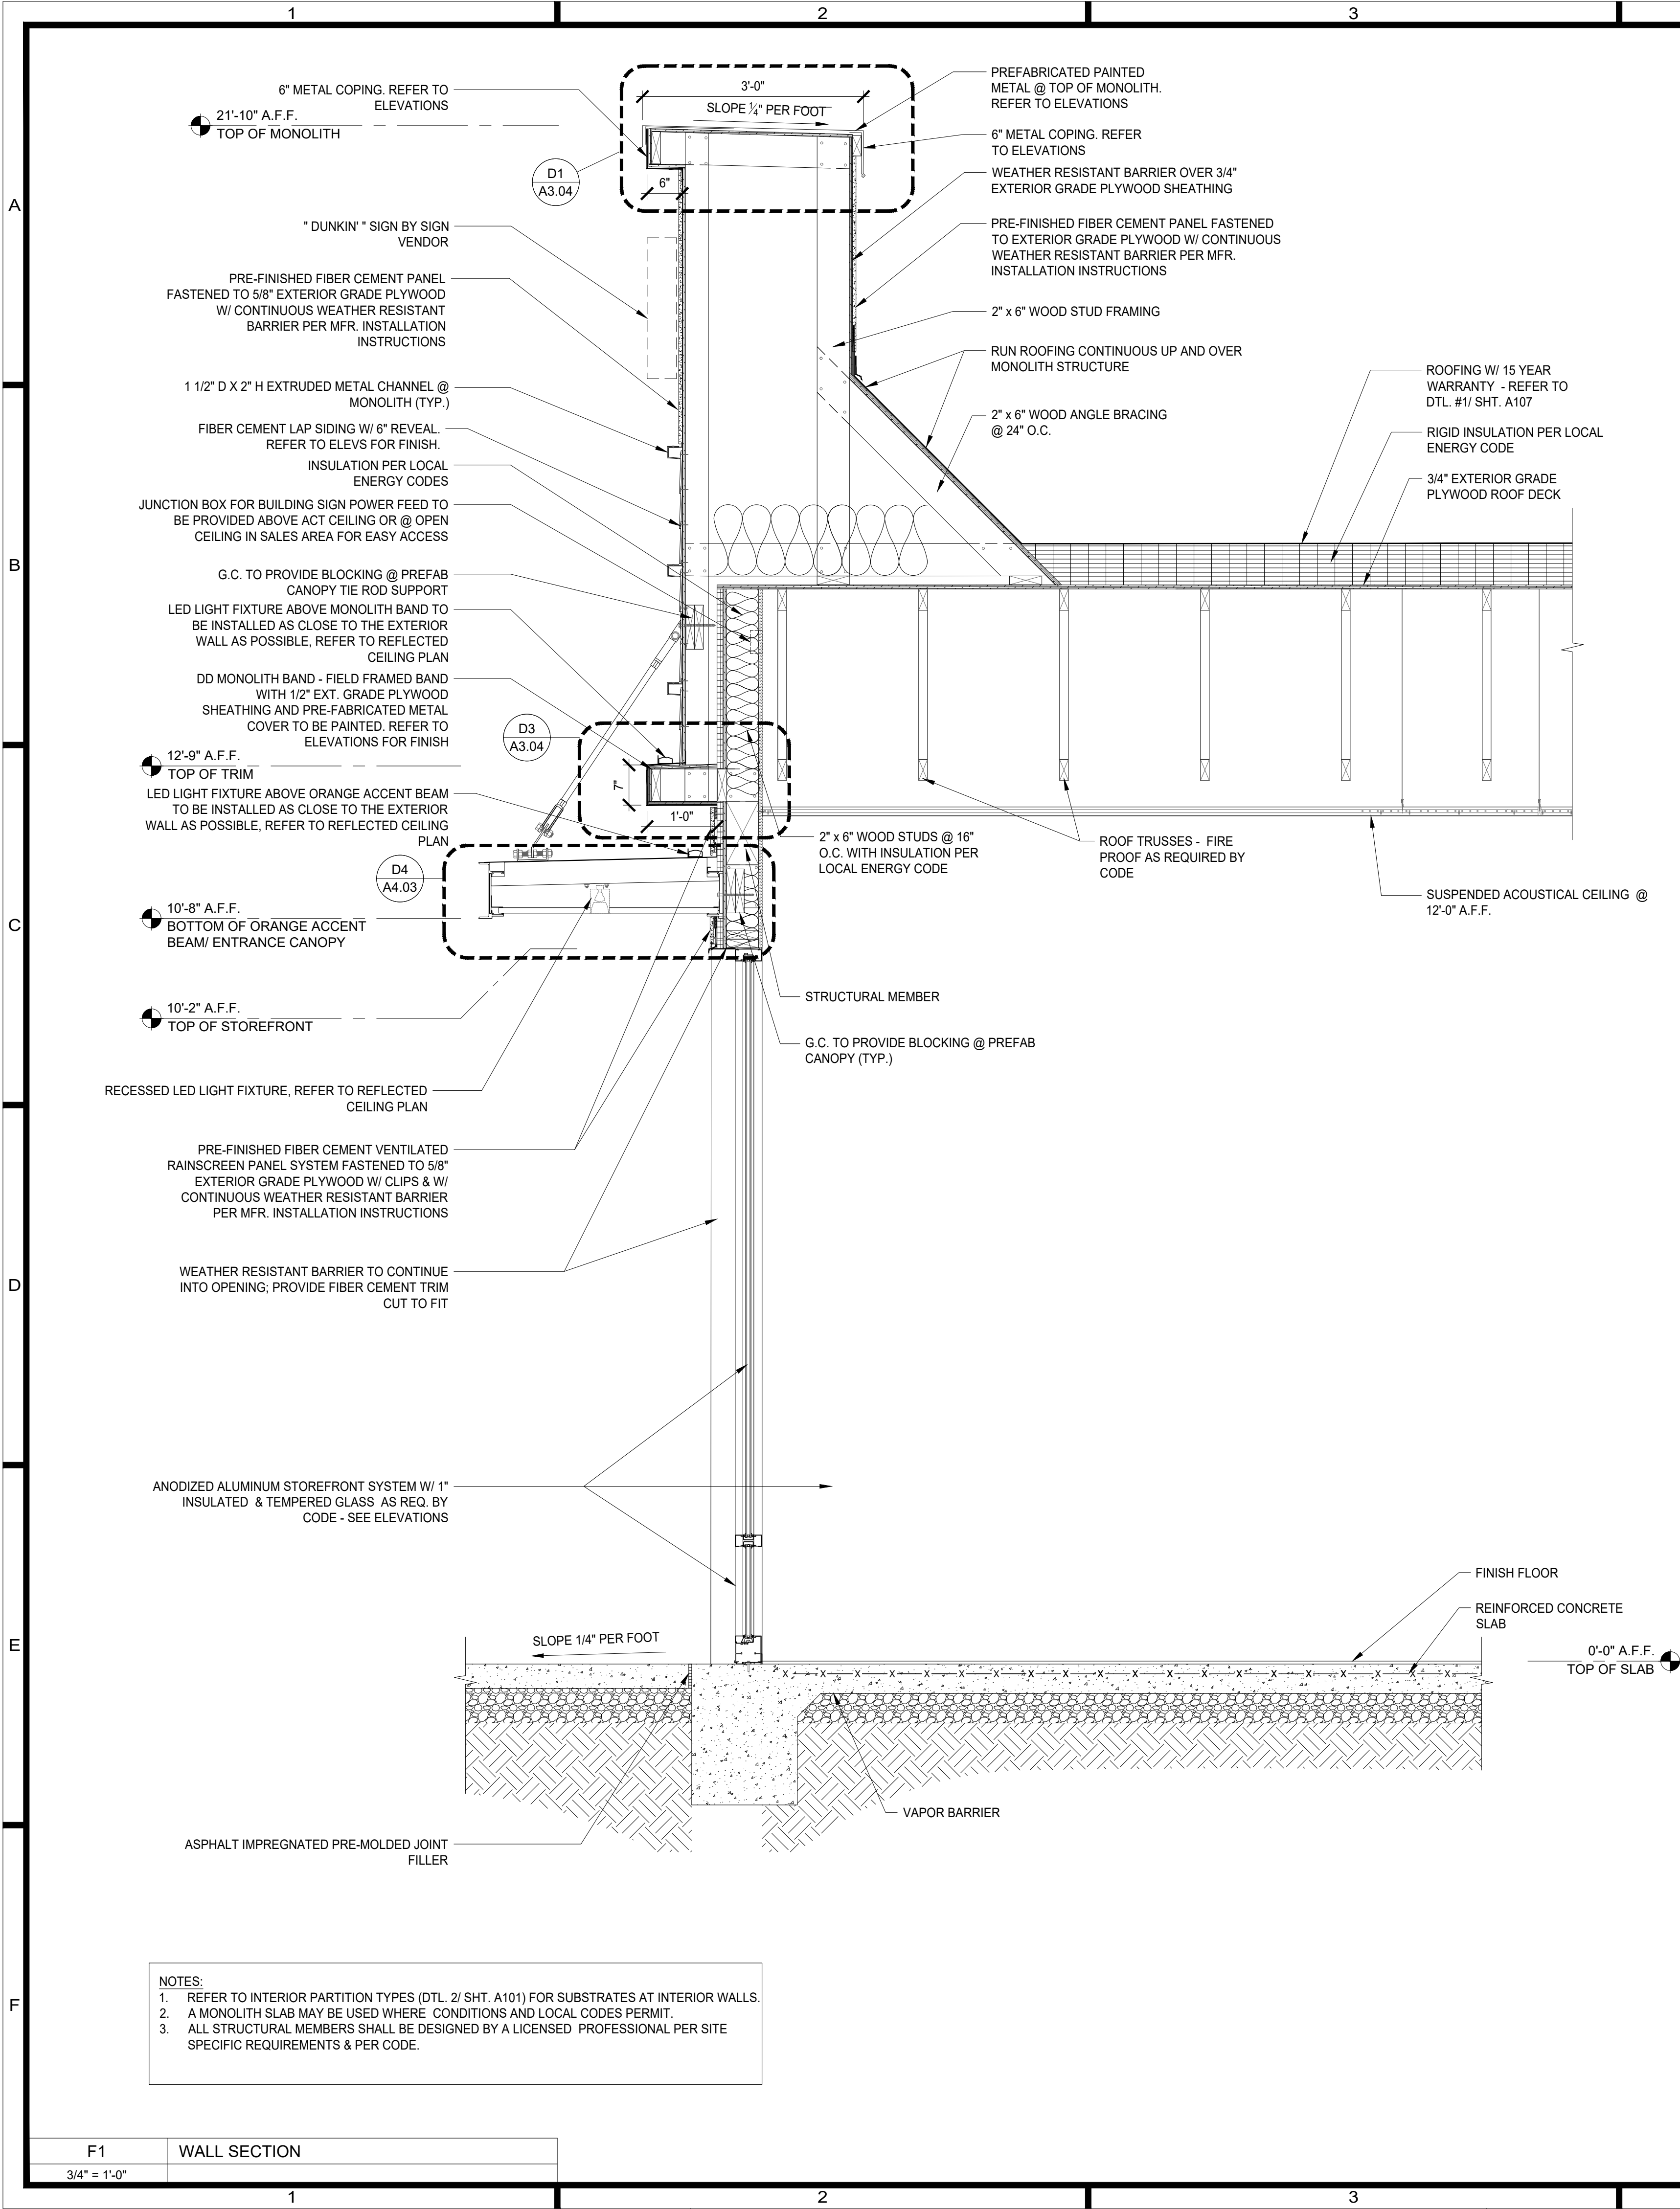 1
2
3
A
B
C
D
E
F
6" METAL COPING. REFER TO
ELEVATIONS
21'-10" A.F.F.
TOP OF MONOLITH
D1
A3.04
" DUNKIN' " SIGN BY SIGN
VENDOR
PRE-FINISHED FIBER CEMENT PANEL
FASTENED TO 5/8" EXTERIOR GRADE PLYWOOD
W/ CONTINUOUS WEATHER RESISTANT
BARRIER PER MFR. INSTALLATION
INSTRUCTIONS
1 1/2" D X 2" H EXTRUDED METAL CHANNEL @
MONOLITH (TYP.)
FIBER CEMENT LAP SIDING W/ 6" REVEAL.
REFER TO ELEVS FOR FINISH.
INSULATION PER LOCAL
ENERGY CODES
JUNCTION BOX FOR BUILDING SIGN POWER FEED TO
BE PROVIDED ABOVE ACT CEILING OR @ OPEN
CEILING IN SALES AREA FOR EASY ACCESS
G.C. TO PROVIDE BLOCKING @ PREFAB
CANOPY TIE ROD SUPPORT
LED LIGHT FIXTURE ABOVE MONOLITH BAND TO
BE INSTALLED AS CLOSE TO THE EXTERIOR
WALL AS POSSIBLE, REFER TO REFLECTED
CEILING PLAN
DD MONOLITH BAND - FIELD FRAMED BAND
WITH 1/2" EXT. GRADE PLYWOOD
SHEATHING AND PRE-FABRICATED METAL
COVER TO BE PAINTED. REFER TO
ELEVATIONS FOR FINISH
D3
A3.04
12'-9" A.F.F.
TOP OF TRIM
LED LIGHT FIXTURE ABOVE ORANGE ACCENT BEAM
TO BE INSTALLED AS CLOSE TO THE EXTERIOR
WALL AS POSSIBLE, REFER TO REFLECTED CEILING
PLAN
D4
A4.03
10'-8" A.F.F.
BOTTOM OF ORANGE ACCENT
BEAM/ ENTRANCE CANOPY
10'-2" A.F.F.
TOP OF STOREFRONT
RECESSED LED LIGHT FIXTURE, REFER TO REFLECTED
CEILING PLAN
PRE-FINISHED FIBER CEMENT VENTILATED
RAINSCREEN PANEL SYSTEM FASTENED TO 5/8"
EXTERIOR GRADE PLYWOOD W/ CLIPS & W/
CONTINUOUS WEATHER RESISTANT BARRIER
PER MFR. INSTALLATION INSTRUCTIONS
WEATHER RESISTANT BARRIER TO CONTINUE
INTO OPENING; PROVIDE FIBER CEMENT TRIM
CUT TO FIT
ANODIZED ALUMINUM STOREFRONT SYSTEM W/ 1"
INSULATED & TEMPERED GLASS AS REQ. BY
CODE - SEE ELEVATIONS
ASPHALT IMPREGNATED PRE-MOLDED JOINT
FILLER
3'-0"
SLOPE 1/4" PER FOOT
6"
7"
1'-0"
PREFABRICATED PAINTED
METAL @ TOP OF MONOLITH.
REFER TO ELEVATIONS
6" METAL COPING. REFER
TO ELEVATIONS
WEATHER RESISTANT BARRIER OVER 3/4"
EXTERIOR GRADE PLYWOOD SHEATHING
PRE-FINISHED FIBER CEMENT PANEL FASTENED
TO EXTERIOR GRADE PLYWOOD W/ CONTINUOUS
WEATHER RESISTANT BARRIER PER MFR.
INSTALLATION INSTRUCTIONS
2" x 6" WOOD STUD FRAMING
RUN ROOFING CONTINUOUS UP AND OVER
MONOLITH STRUCTURE
2" x 6" WOOD ANGLE BRACING
@ 24" O.C.
ROOFING W/ 15 YEAR
WARRANTY - REFER TO
DTL. #1/ SHT. A107
RIGID INSULATION PER LOCAL
ENERGY CODE
3/4" EXTERIOR GRADE
PLYWOOD ROOF DECK
2" x 6" WOOD STUDS @ 16"
O.C. WITH INSULATION PER
LOCAL ENERGY CODE
ROOF TRUSSES - FIRE
PROOF AS REQUIRED BY
CODE
SUSPENDED ACOUSTICAL CEILING @
12'-0" A.F.F.
STRUCTURAL MEMBER
G.C. TO PROVIDE BLOCKING @ PREFAB
CANOPY (TYP.)
FINISH FLOOR
REINFORCED CONCRETE
SLAB
0'-0" A.F.F.
TOP OF SLAB
SLOPE 1/4" PER FOOT
X X X X X X X X X X X X X X X X X X X X
VAPOR BARRIER
NOTES:
1. REFER TO INTERIOR PARTITION TYPES (DTL. 2/ SHT. A101) FOR SUBSTRATES AT INTERIOR WALLS.
2. A MONOLITH SLAB MAY BE USED WHERE CONDITIONS AND LOCAL CODES PERMIT.
3. ALL STRUCTURAL MEMBERS SHALL BE DESIGNED BY A LICENSED PROFESSIONAL PER SITE
SPECIFIC REQUIREMENTS & PER CODE.
F1
WALL SECTION
3/4" = 1'-0"
1
2
3